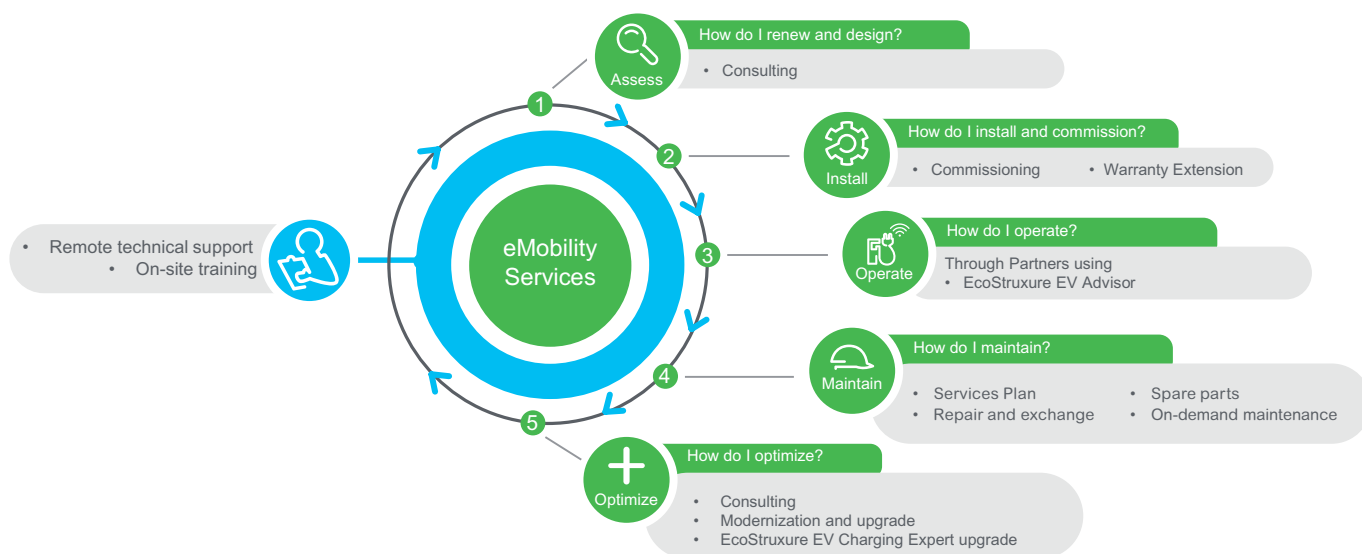 How do I renew and design?
• Consulting
Assess
1
How do I install and commission?
• Commissioning • Warranty Extension
Install
2
eMobility
Services
• Remote technical support
• On-site training
How do I operate?
Through Partners using
• EcoStruxure EV Advisor
Operate
3
How do I maintain?
• Services Plan • Spare parts
• Repair and exchange • On-demand maintenance
Maintain
4
How do I optimize?
• Consulting
• Modernization and upgrade
• EcoStruxure EV Charging Expert upgrade
Optimize
5